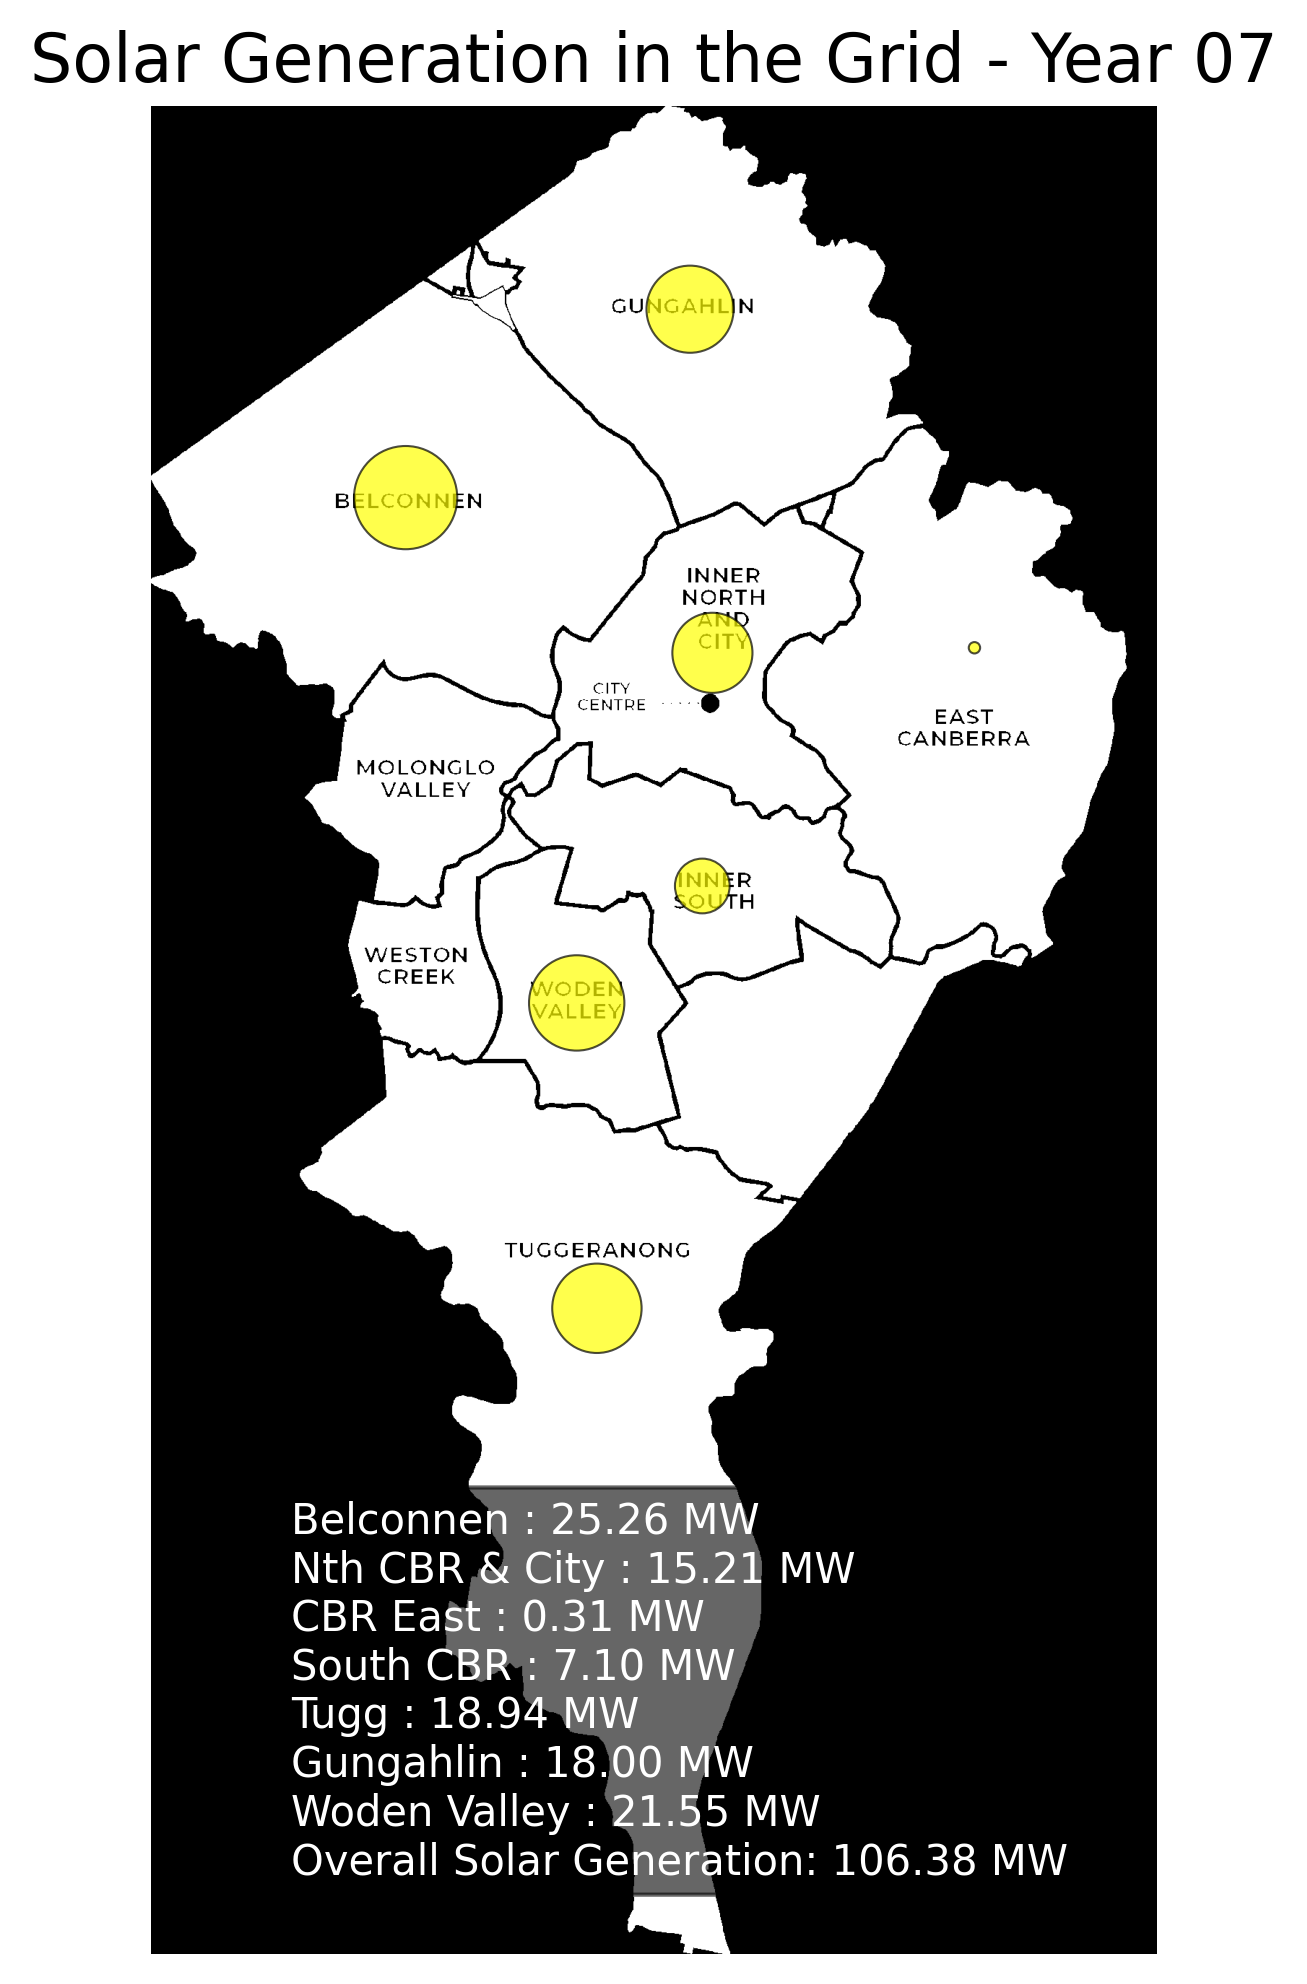 Solar Generation in the Grid - Year 07
GUNGAHLIN
BELCONNEN
INNER
NORTH
AND
CITY
CITY
CENTRE
EAST
CANBERRA
MOLONGLO
VALLEY
INNER
SOUTH
WESTON
CREEK
WODEN
VALLEY
TUGGERANONG
Belconnen : 25.26 MW
Nth CBR & City : 15.21 MW
CBR East : 0.31 MW
South CBR : 7.10 MW
Tugg : 18.94 MW
Gungahlin : 18.00 MW
Woden Valley : 21.55 MW
Overall Solar Generation: 106.38 MW